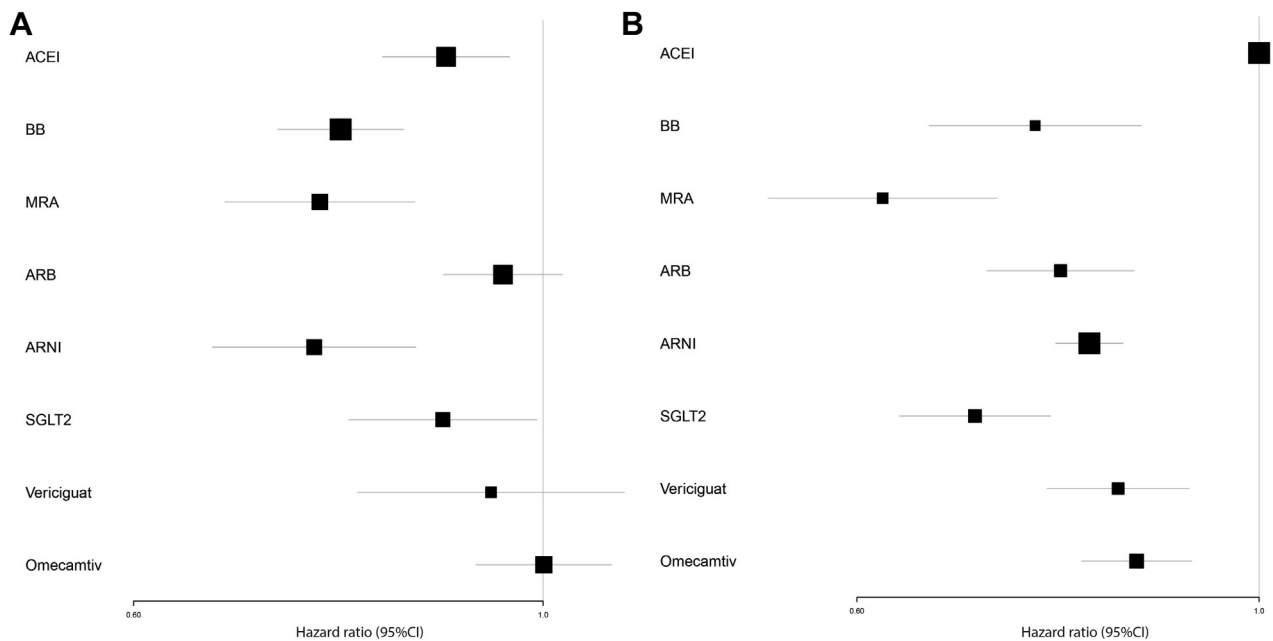 A
ACEI
BB
MRA
ARB
ARNI
SGLT2
Vericiguat
Omecamtiv
0.60 1.0
Hazard ratio (95%CI)
B
ACEI
BB
MRA
ARB
ARNI
SGLT2
Vericiguat
Omecamtiv
0.60 1.0
Hazard ratio (95%CI)